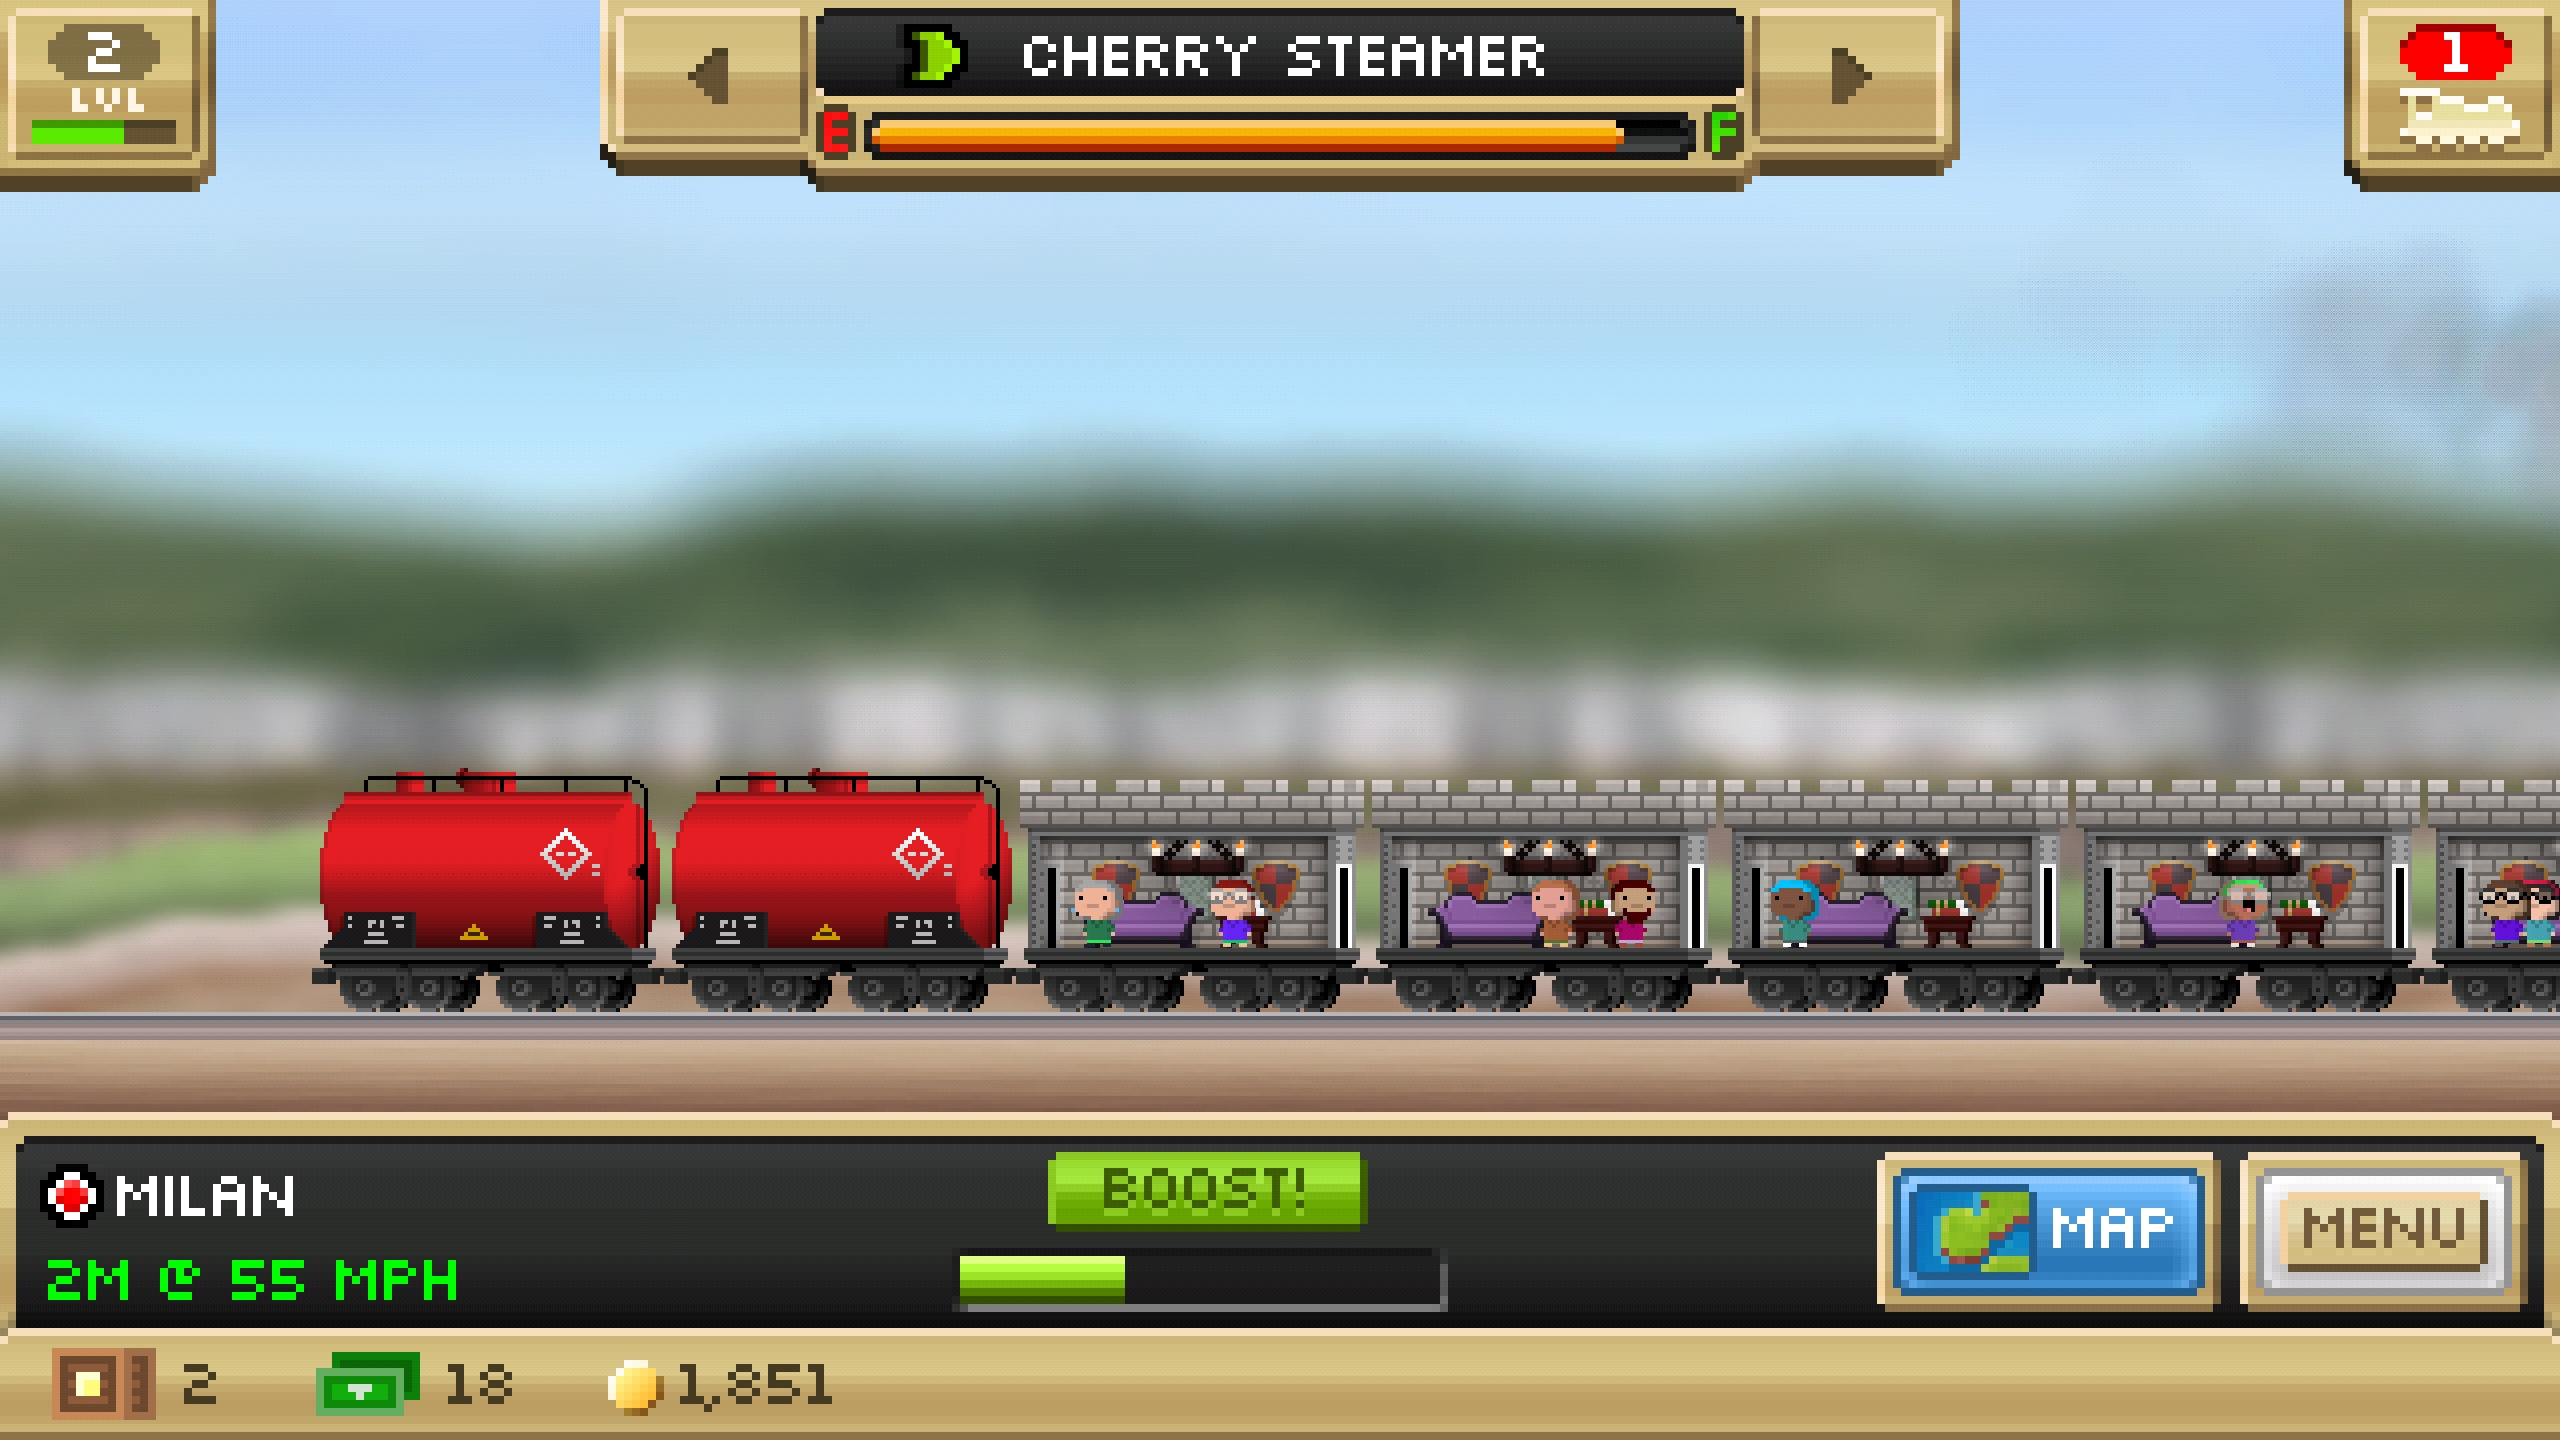 2
LVL
CHERRY STEAMER
E F
1
MILAN
2M @ 55 MPH
BOOST!
MAP
MENU
2
18
1,851